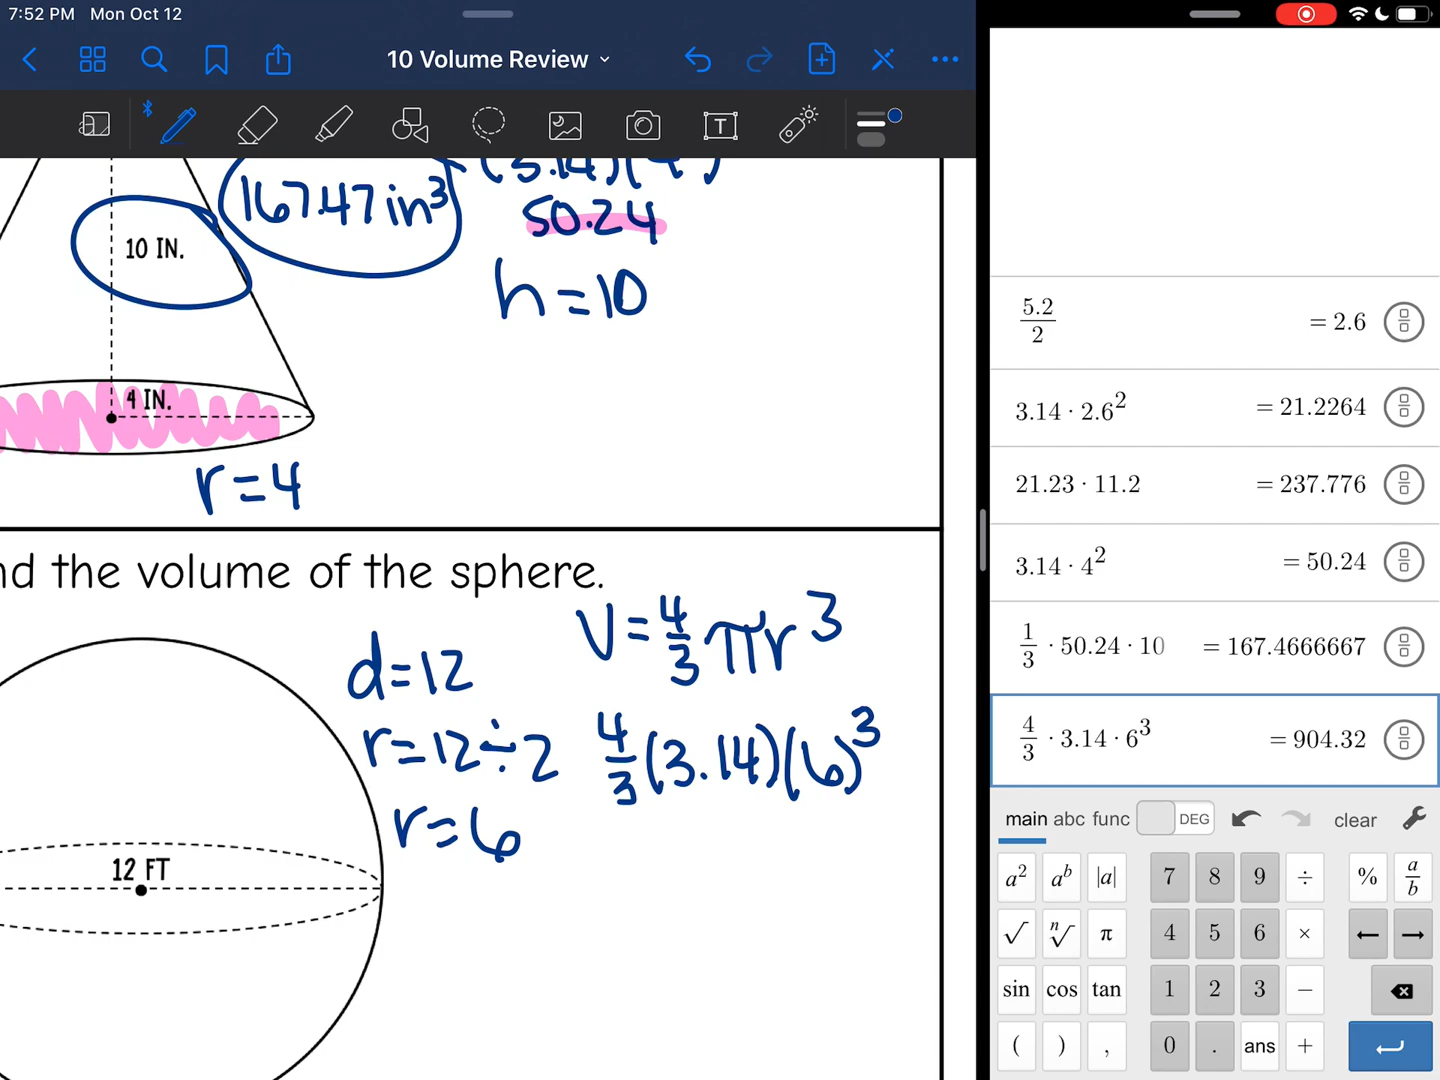 7:52 PM Mon Oct 12
10 Volume Review
T
167.47 in³
50.24
10 IN.
h = 10
4 IN.
r = 4
nd the volume of the sphere.
V = 4/3 πr³
d = 12
r = 12 ÷ 2
4/3 (3.14)(6)³
r = 6
12 FT
5.2/2 = 2.6
3.14 · 2.6² = 21.2264
21.23 · 11.2 = 237.776
3.14 · 4² = 50.24
1/3 · 50.24 · 10 = 167.4666667
4/3 · 3.14 · 6³ = 904.32
main abc func DEG clear
a² aᵇ |a| 7 8 9 ÷ % a/b
√ ⁿ√ π 4 5 6 × ← →
sin cos tan 1 2 3 −
( ) , 0 . ans +